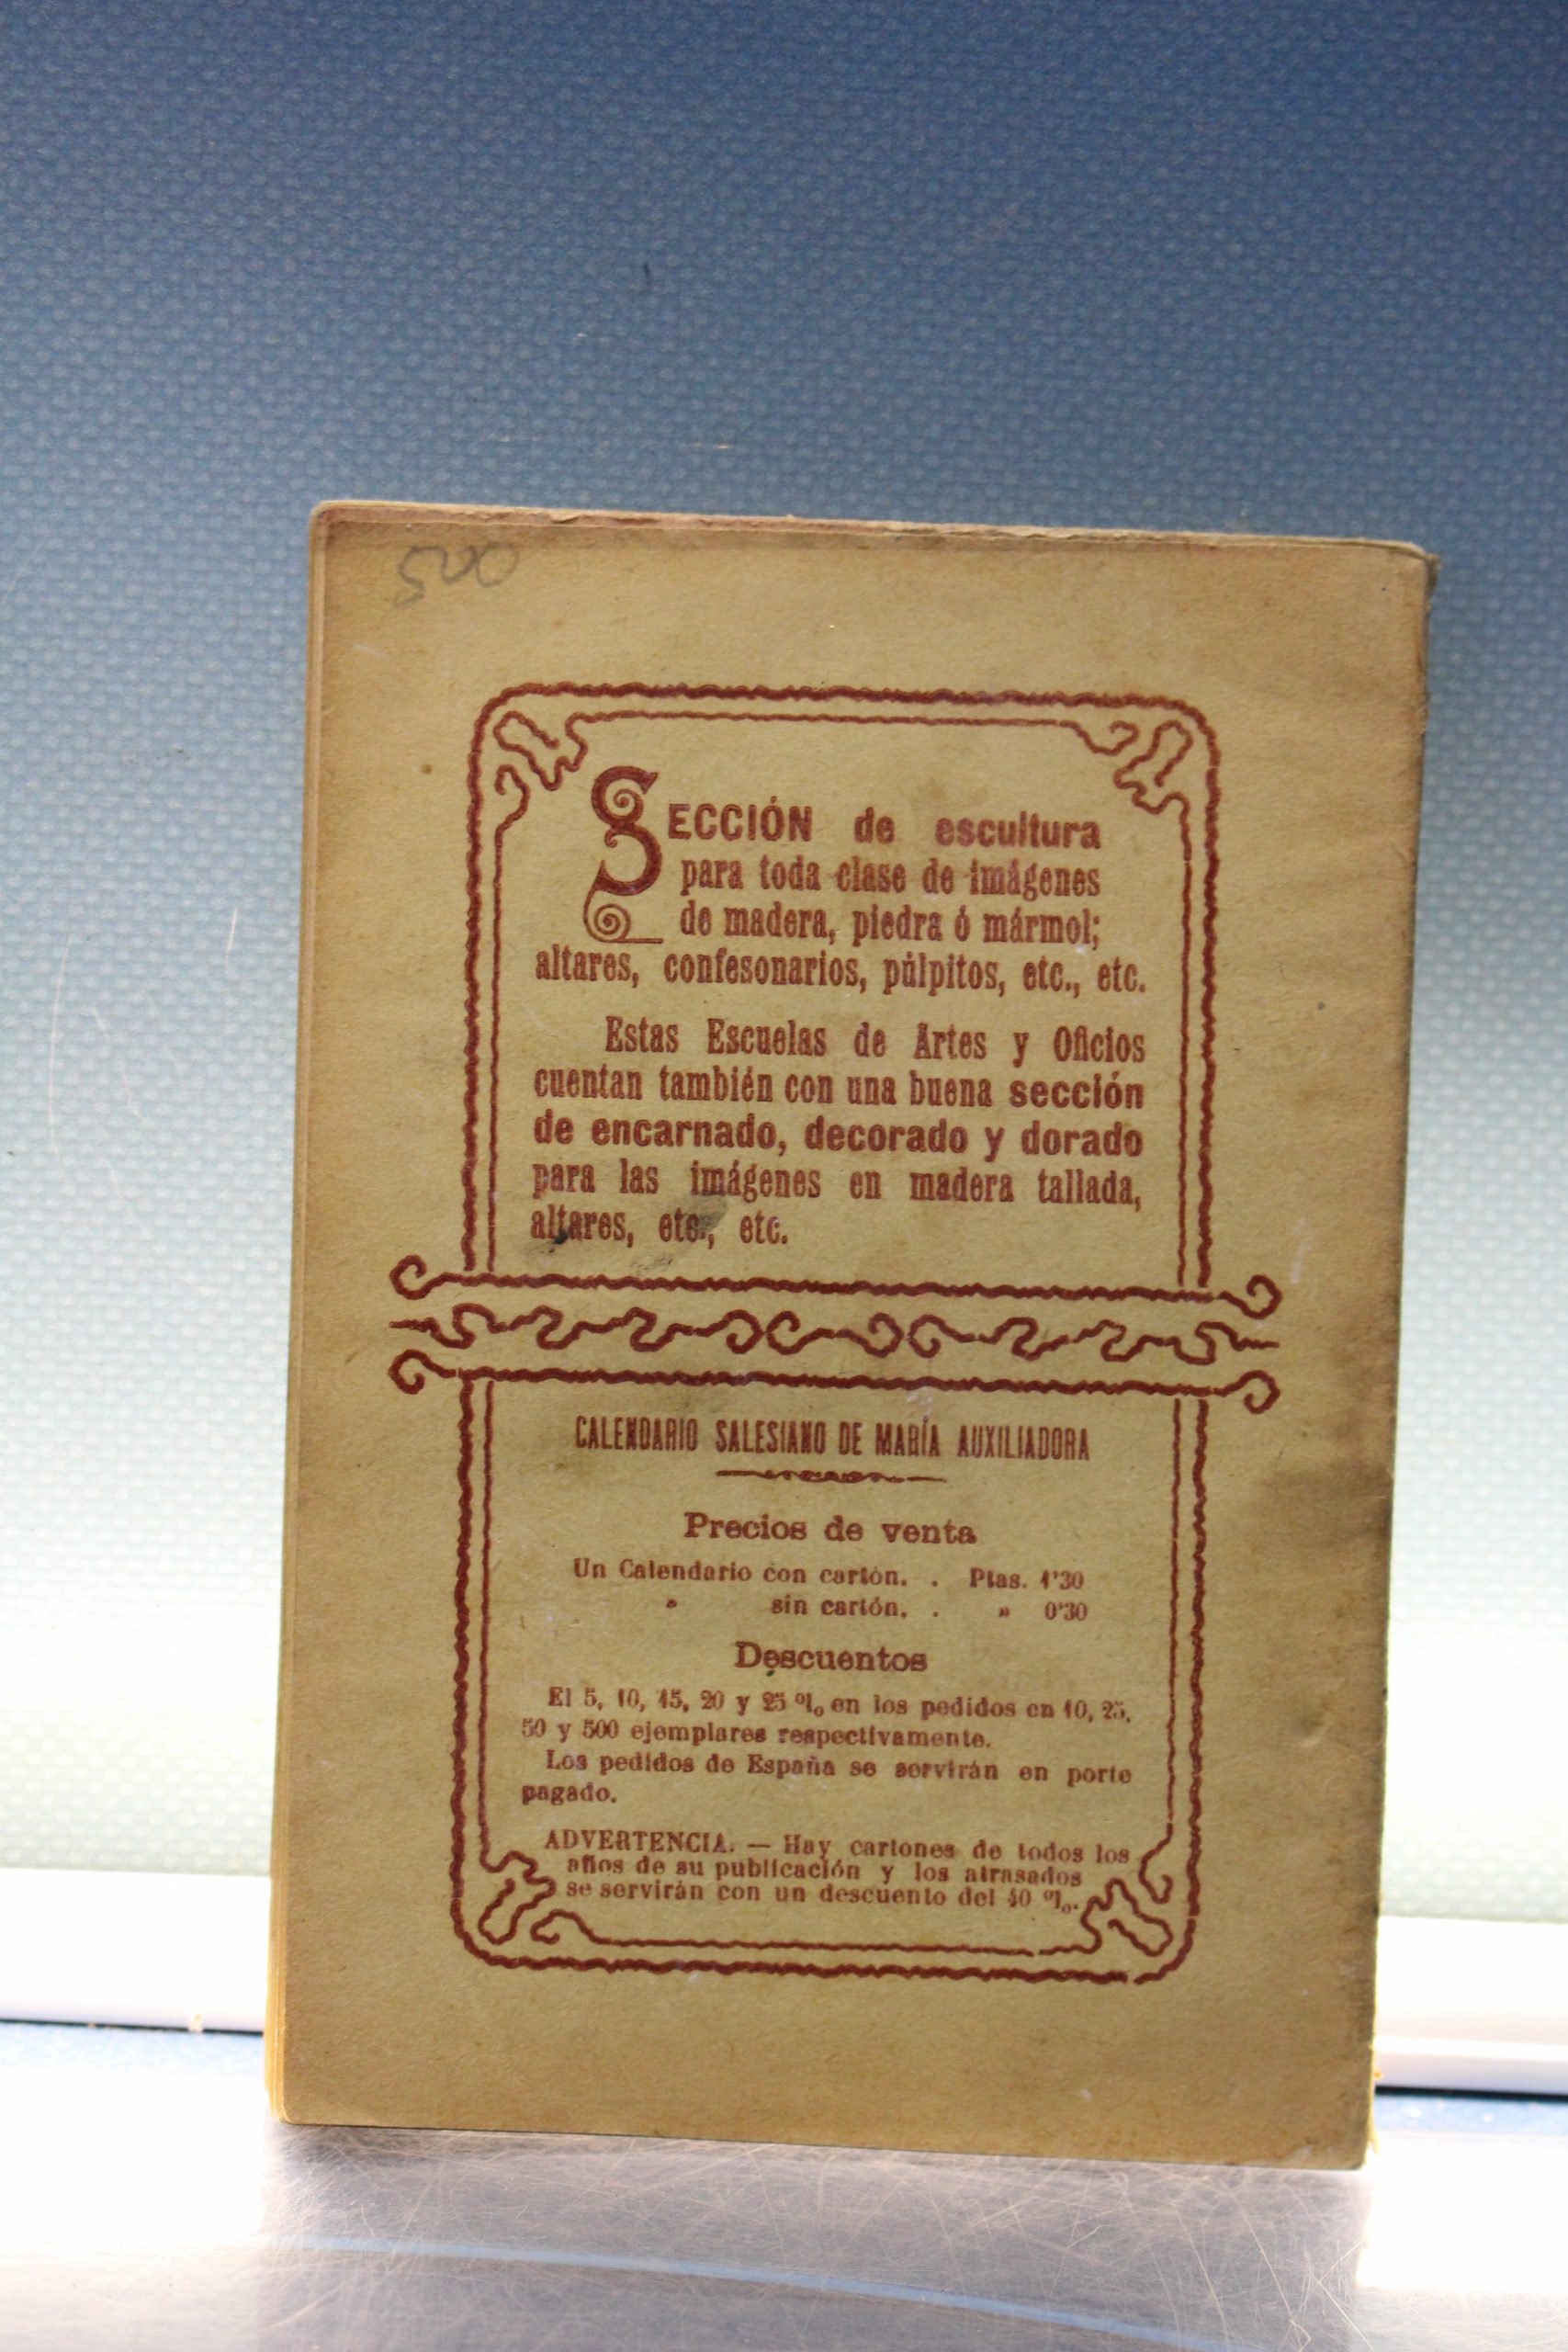 500
SECCIÓN de escultura
para toda clase de imágenes
de madera, piedra ó mármol;
altares, confesonarios, púlpitos, etc., etc.
Estas Escuelas de Artes y Oficios
cuentan también con una buena sección
de encarnado, decorado y dorado
para las imágenes en madera tallada,
altares, etc., etc.
CALENDARIO SALESIANO DE MARÍA AUXILIADORA
Precios de venta
Un Calendario con cartón. . Ptas. 1'30
» sin cartón. . » 0'30
Descuentos
El 5, 10, 15, 20 y 25 % en los pedidos en 10, 25,
50 y 500 ejemplares respectivamente.
Los pedidos de España se servirán en porte
pagado.
ADVERTENCIA. — Hay cartones de todos los
años de su publicación y los atrasados
se servirán con un descuento del 40 %.